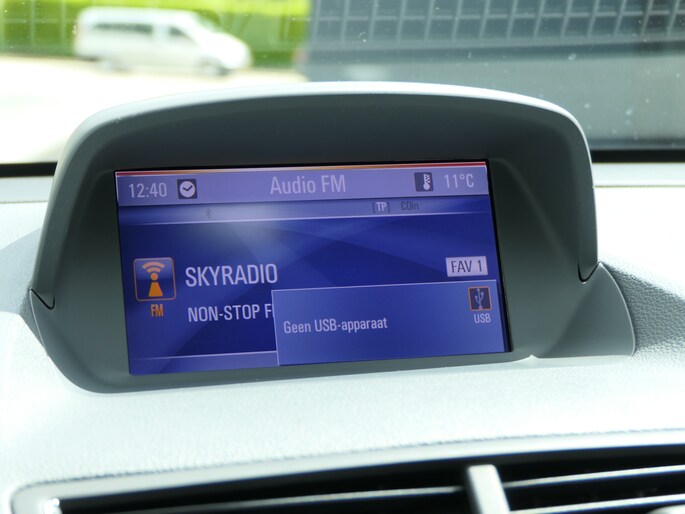 12:40 Audio FM 11°C
TP
SKYRADIO FAV 1
FM NON-STOP
Geen USB-apparaat USB